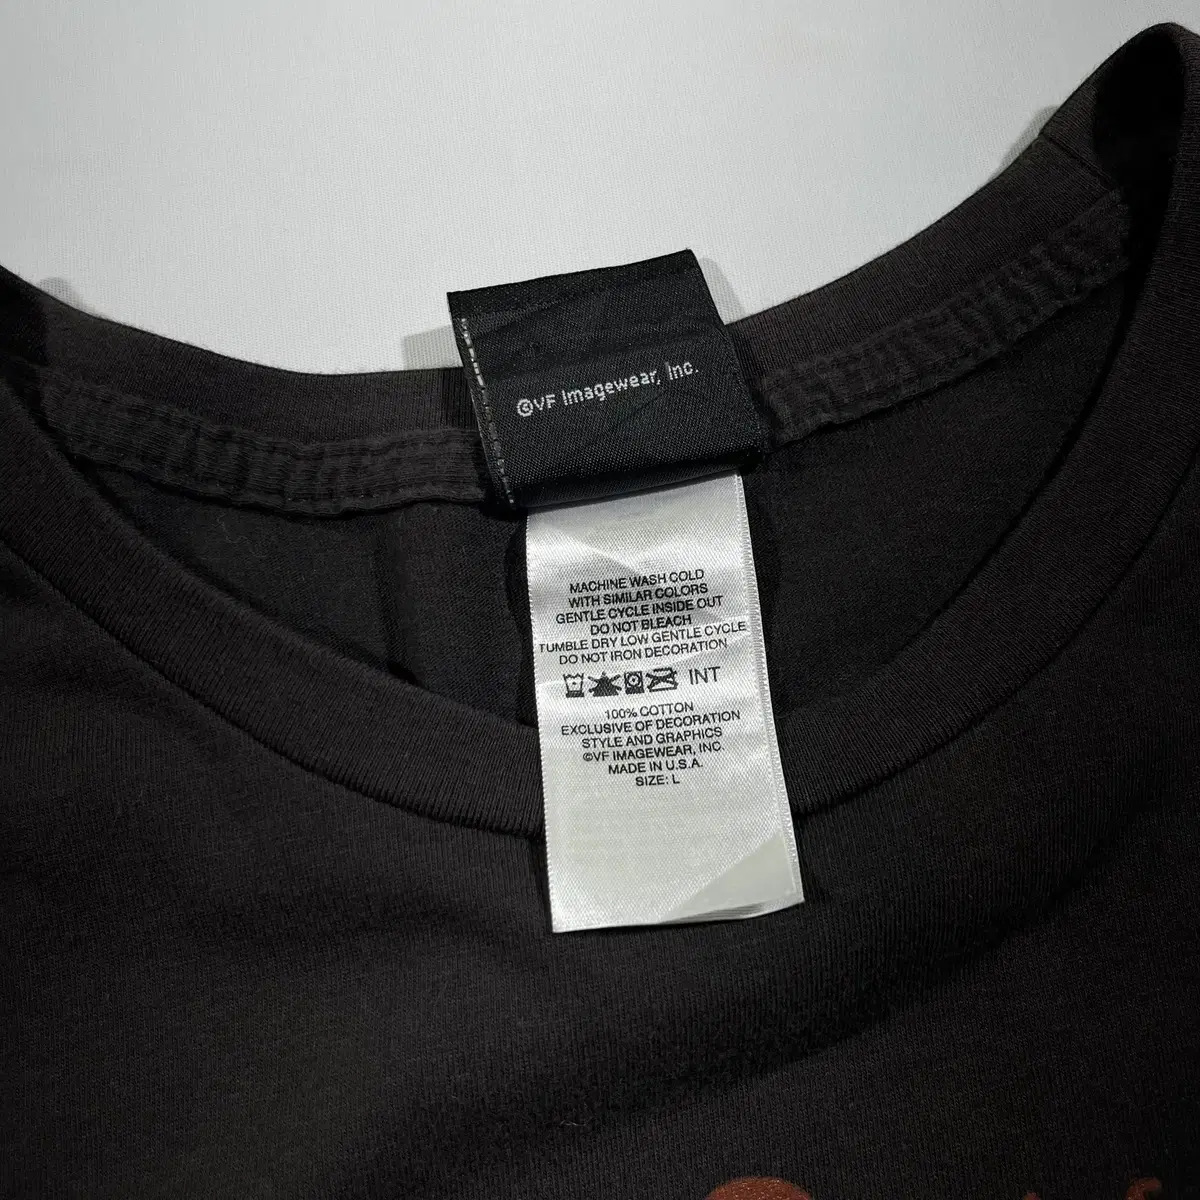 ©VF Imagewear, Inc.
MACHINE WASH COLD
WITH SIMILAR COLORS
GENTLE CYCLE INSIDE OUT
DO NOT BLEACH
TUMBLE DRY LOW GENTLE CYCLE
DO NOT IRON DECORATION
INT
100% COTTON
EXCLUSIVE OF DECORATION
STYLE AND GRAPHICS
©VF IMAGEWEAR, INC.
MADE IN U.S.A.
SIZE: L